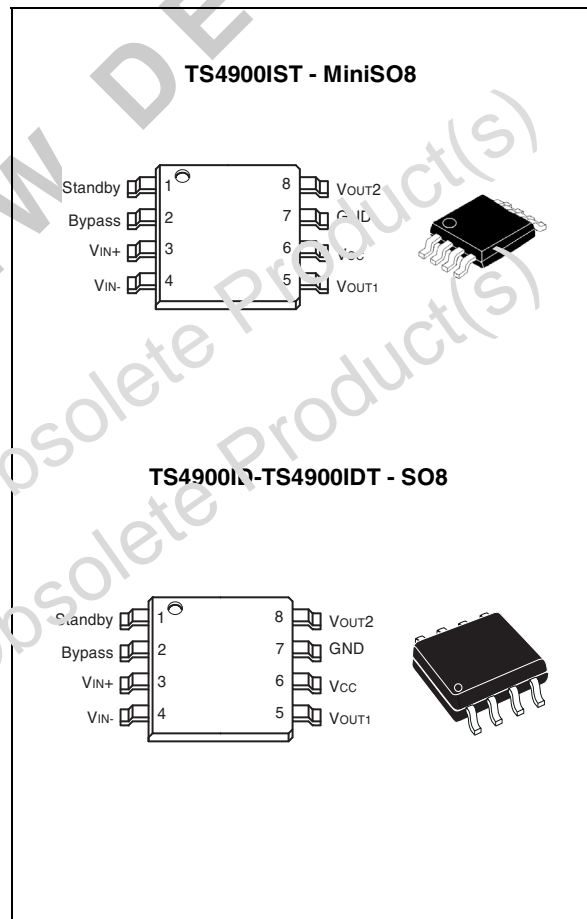 TS4900IST - MiniSO8
Standby 1 8 VOUT2
Bypass 2 7 GND
VIN+ 3 6 VCC
VIN- 4 5 VOUT1
TS4900ID-TS4900IDT - SO8
Standby 1 8 VOUT2
Bypass 2 7 GND
VIN+ 3 6 VCC
VIN- 4 5 VOUT1
Obsolete Product(s)
Obsolete Product(s)